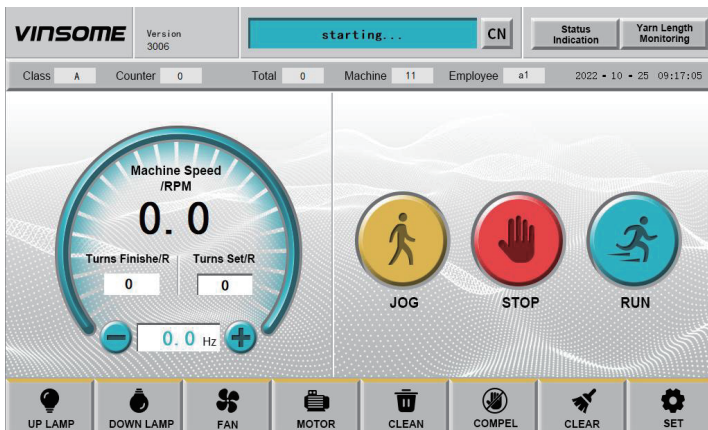 VINSOME
Version
3006
starting...
CN
Status
Indication
Yarn Length
Monitoring
Class A Counter 0 Total 0 Machine 11 Employee a1 2022 - 10 - 25 09:17:05
Machine Speed
/RPM
0.0
Turns Finishe/R Turns Set/R
0 0
0.0 Hz
JOG STOP RUN
UP LAMP DOWN LAMP FAN MOTOR CLEAN COMPEL CLEAR SET